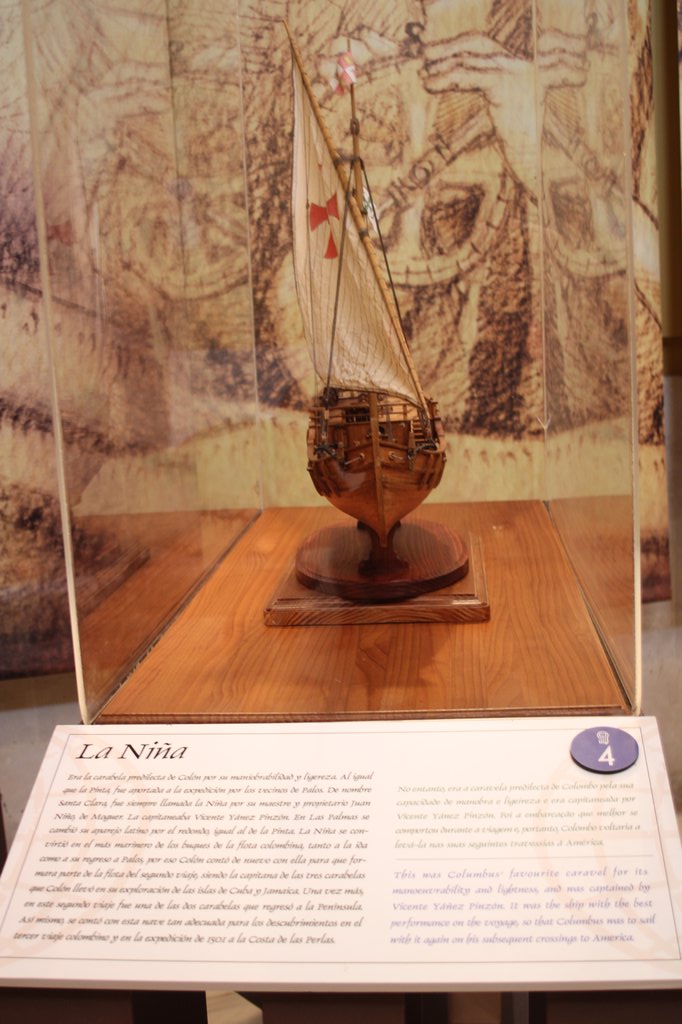 La Niña
4
Era la carabela predilecta de Colón por su maniobrabilidad y ligereza. Al igual
que la Pinta, fue aportada a la expedición por los vecinos de Palos. De nombre
Santa Clara, fue siempre llamada la Niña por su maestre y propietario Juan
Niño, de Moguer. La capitaneaba Vicente Yánez Pinzón. En Las Palmas se
cambió su aparejo latino por el redondo, igual al de la Pinta. La Niña se con-
virtió en el más marinero de los buques de la flota colombina, tanto a la ida
como a su regreso a Palos, por eso Colón contó de nuevo con ella para que for-
mara parte de la flota del segundo viaje, siendo la capitana de las tres carabelas
que Colón llevó en su exploración de las islas de Cuba y Jamaica. Una vez más,
en este segundo viaje fue una de las dos carabelas que regresó a la Península.
Así mismo, se contó con esta nave tan adecuada para los descubrimientos en el
tercer viaje colombino y en la expedición de 1501 a la Costa de las Perlas.
No entanto, era a caravela predilecta de Colombo pela sua
capacidade de manobra e ligeireza e era capitaneada por
Vicente Yáñez Pinzón. Foi a embarcação que melhor se
comportou durante a viagem e, portanto, Colombo voltaria a
levá-la nas suas seguintes travessias à América.
This was Columbus' favourite caravel for its
manoeuvrability and lightness, and was captained by
Vicente Yáñez Pinzón. It was the ship with the best
performance on the voyage, so that Columbus was to sail
with it again on his subsequent crossings to America.